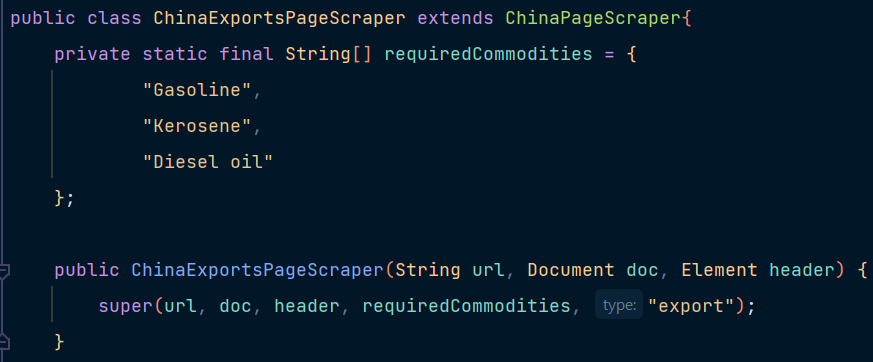 public class ChinaExportsPageScraper extends ChinaPageScraper{
    private static final String[] requiredCommodities = {
            "Gasoline",
            "Kerosene",
            "Diesel oil"
    };
    public ChinaExportsPageScraper(String url, Document doc, Element header) {
        super(url, doc, header, requiredCommodities, type: "export");
    }